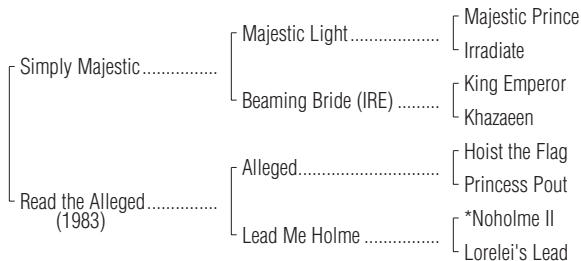 Majestic Prince
Majestic Light...................
Irradiate
Simply Majestic................
King Emperor
Beaming Bride (IRE) .........
Khazaeen
Hoist the Flag
Alleged..............................
Princess Pout
Read the Alleged...............
(1983)
*Noholme II
Lead Me Holme ................
Lorelei's Lead